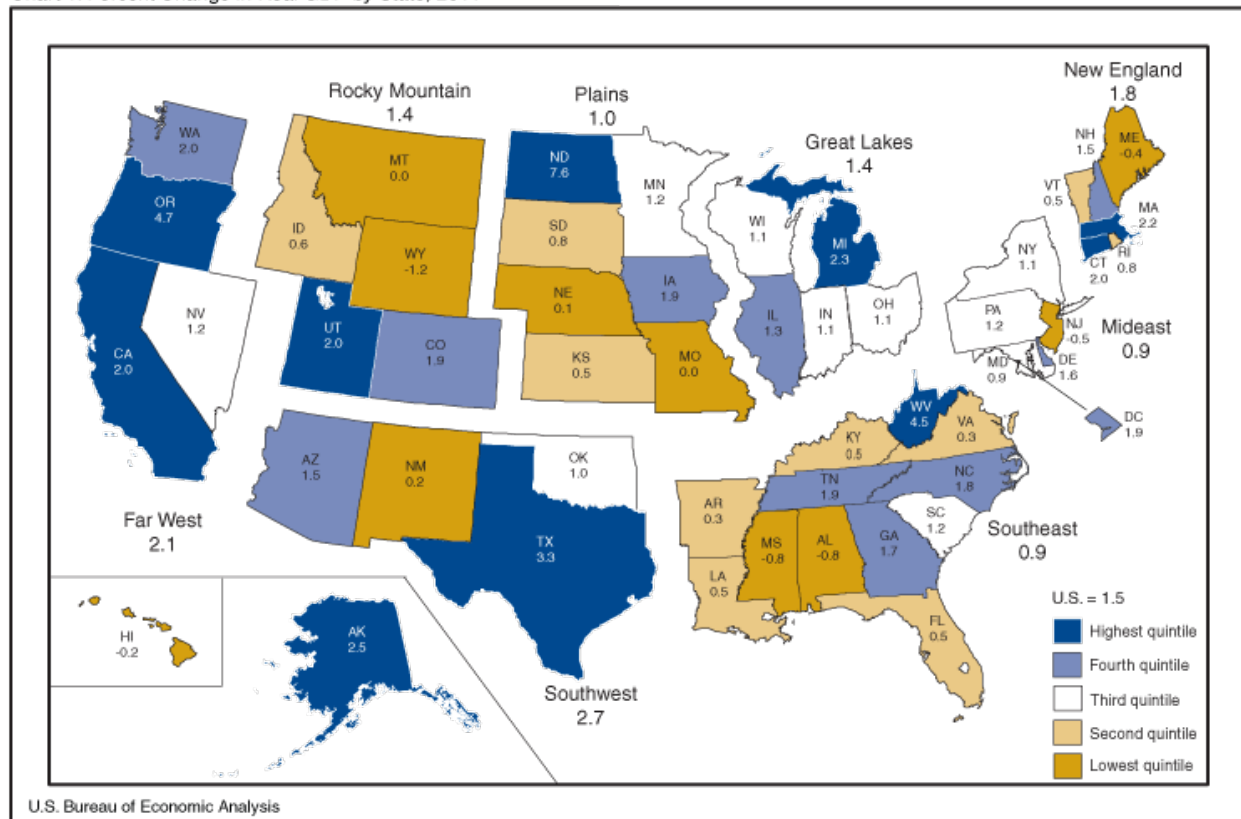 Rocky Mountain
1.4
Plains
1.0
Great Lakes
1.4
New England
1.8
WA
2.0
OR
4.7
CA
2.0
NV
1.2
ID
0.6
MT
0.0
WY
-1.2
UT
2.0
CO
1.9
ND
7.6
SD
0.8
NE
0.1
KS
0.5
MN
1.2
IA
1.9
MO
0.0
WI
1.1
IL
1.3
MI
2.3
IN
1.1
OH
1.1
NH
1.5
ME
-0.4
VT
0.5
MA
2.2
RI
0.8
CT
2.0
NY
1.1
PA
1.2
NJ
-0.5
Mideast
0.9
MD
0.9
DE
1.6
DC
1.9
AZ
1.5
NM
0.2
OK
1.0
TX
3.3
AR
0.3
LA
0.5
KY
0.5
WV
4.5
VA
0.3
TN
1.9
NC
1.8
SC
1.2
MS
-0.8
AL
-0.8
GA
1.7
FL
0.5
Far West
2.1
Southeast
0.9
HI
-0.2
AK
2.5
Southwest
2.7
U.S. = 1.5
Highest quintile
Fourth quintile
Third quintile
Second quintile
Lowest quintile
U.S. Bureau of Economic Analysis